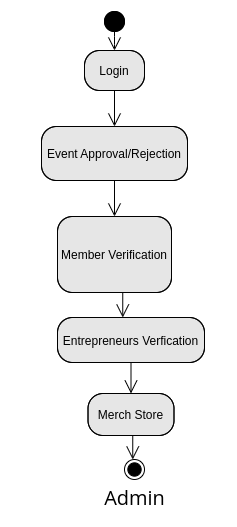 Login
Event Approval/Rejection
Member Verification
Entrepreneurs Verfication
Merch Store
Admin